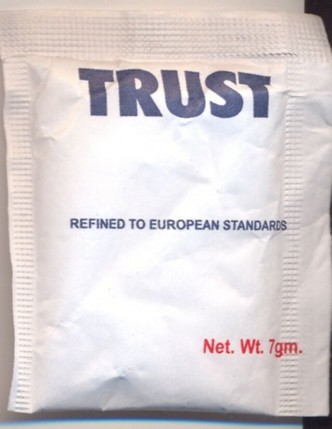 TRUST
REFINED TO EUROPEAN STANDARDS
Net. Wt. 7gm.